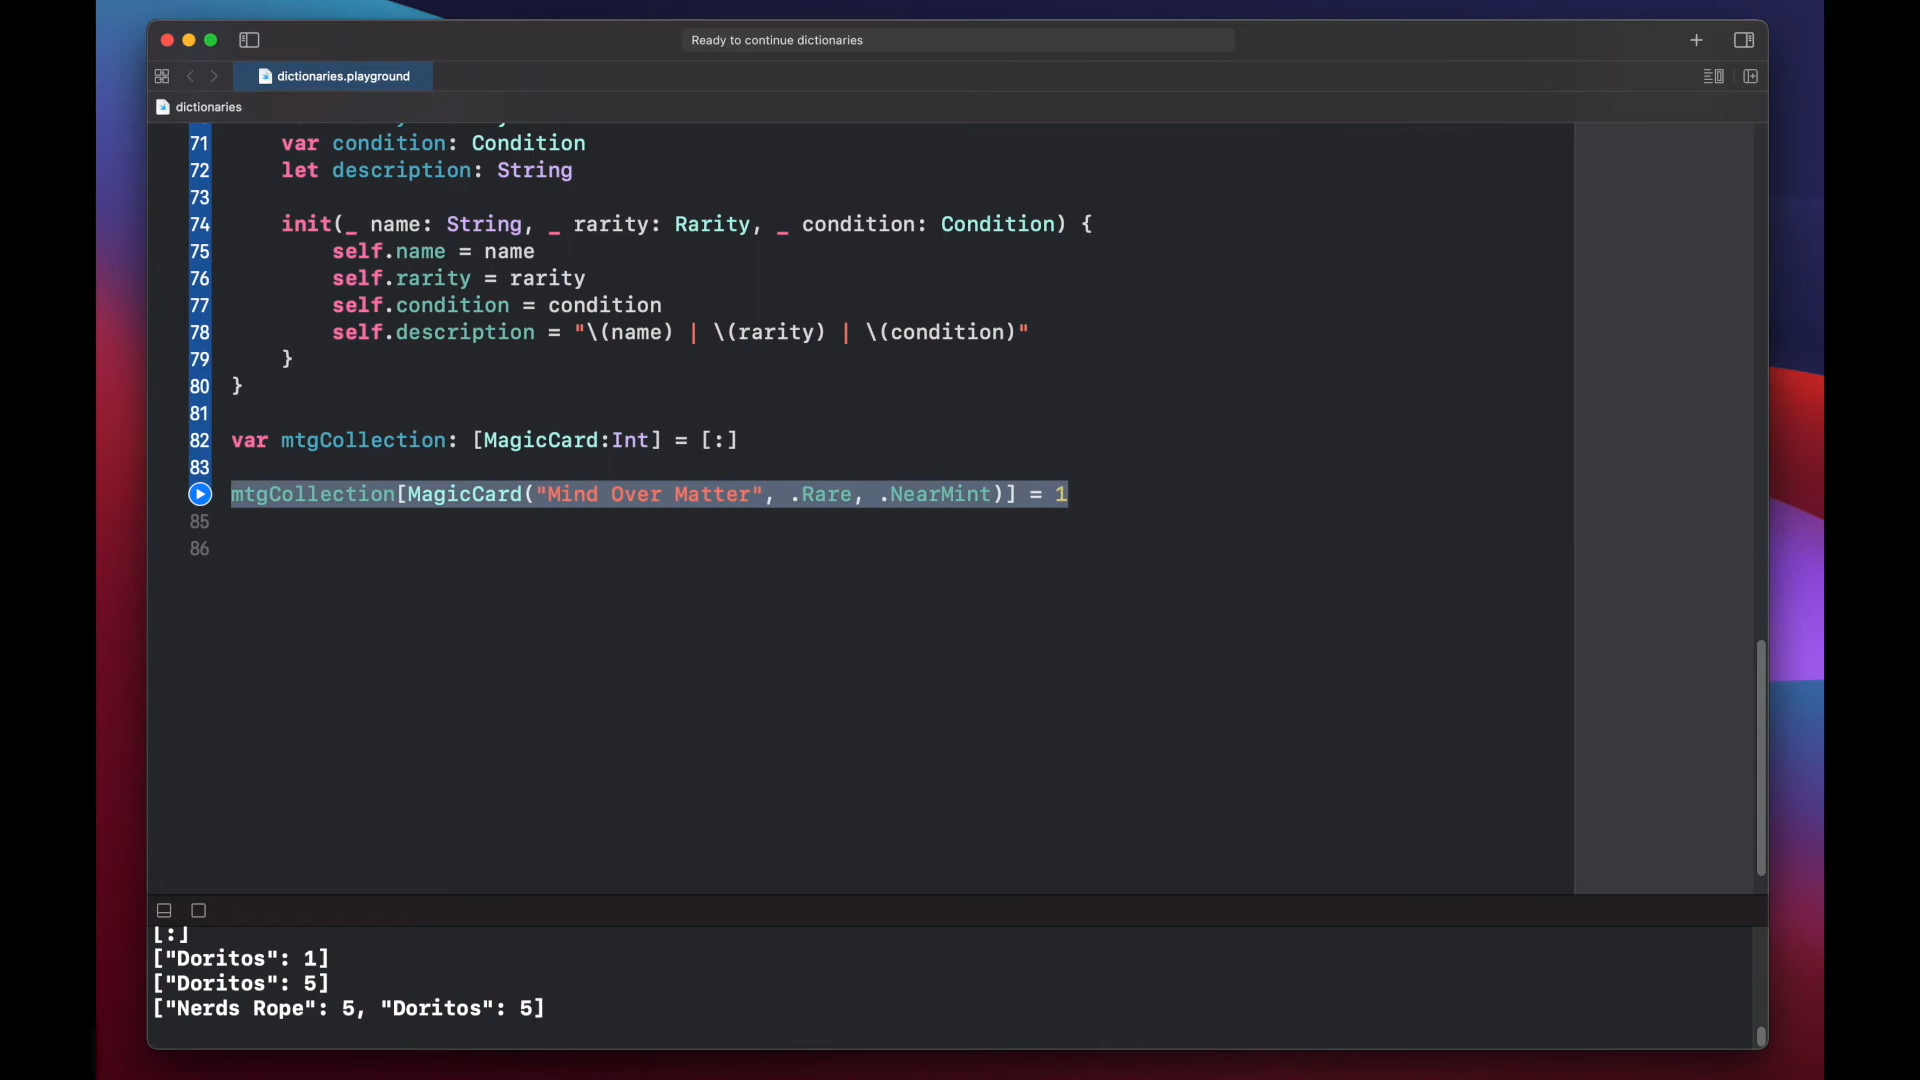 Ready to continue dictionaries
dictionaries.playground
dictionaries
71 var condition: Condition
72 let description: String
73
74 init(_ name: String, _ rarity: Rarity, _ condition: Condition) {
75 self.name = name
76 self.rarity = rarity
77 self.condition = condition
78 self.description = "\(name) | \(rarity) | \(condition)"
79 }
80 }
81
82 var mtgCollection: [MagicCard:Int] = [:]
83
mtgCollection[MagicCard("Mind Over Matter", .Rare, .NearMint)] = 1
85
86
[:]
["Doritos": 1]
["Doritos": 5]
["Nerds Rope": 5, "Doritos": 5]